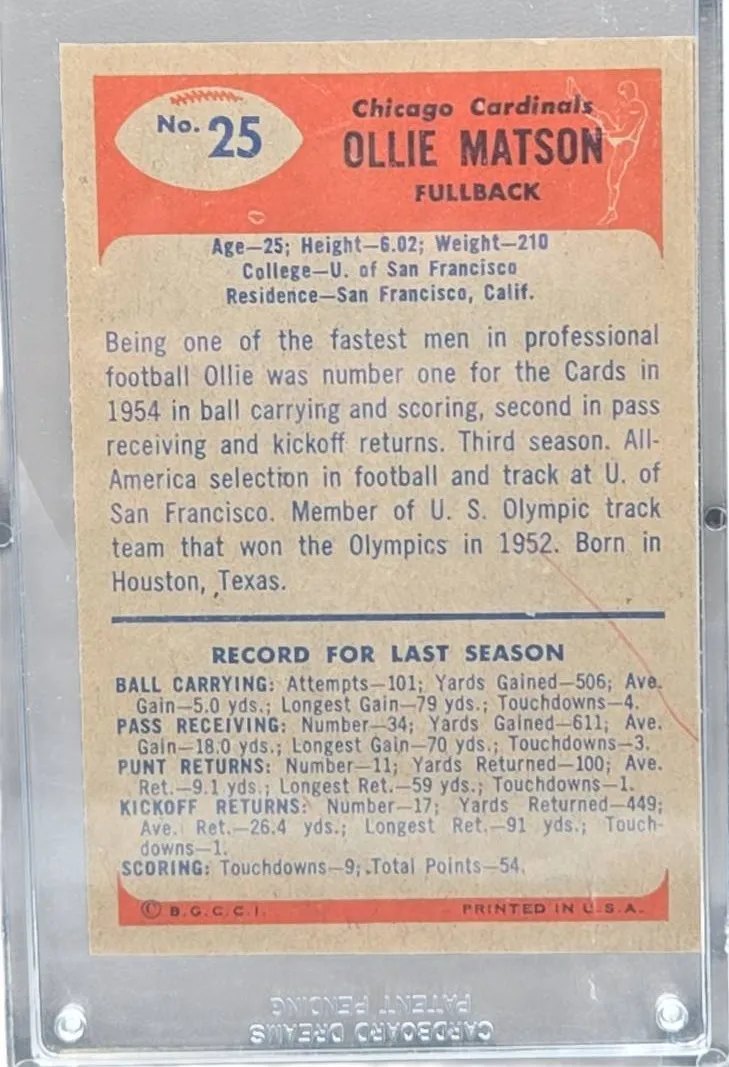 No. 25
Chicago Cardinals
OLLIE MATSON
FULLBACK
Age—25; Height—6.02; Weight—210
College—U. of San Francisco
Residence—San Francisco, Calif.
Being one of the fastest men in professional
football Ollie was number one for the Cards in
1954 in ball carrying and scoring, second in pass
receiving and kickoff returns. Third season. All-
America selection in football and track at U. of
San Francisco. Member of U. S. Olympic track
team that won the Olympics in 1952. Born in
Houston, Texas.
RECORD FOR LAST SEASON
BALL CARRYING: Attempts—101; Yards Gained—506; Ave.
Gain—5.0 yds.; Longest Gain—79 yds.; Touchdowns—4.
PASS RECEIVING: Number—34; Yards Gained—611; Ave.
Gain—18.0 yds.; Longest Gain—70 yds.; Touchdowns—3.
PUNT RETURNS: Number—11; Yards Returned—100; Ave.
Ret.—9.1 yds.; Longest Ret.—59 yds.; Touchdowns—1.
KICKOFF RETURNS: Number—17; Yards Returned—449;
Ave. Ret.—26.4 yds.; Longest Ret.—91 yds.; Touch-
downs—1.
SCORING: Touchdowns—9; Total Points—54.
© B.G.C.C.I.
PRINTED IN U.S.A.
PATENT PENDING
CARDBOARD DREAMS